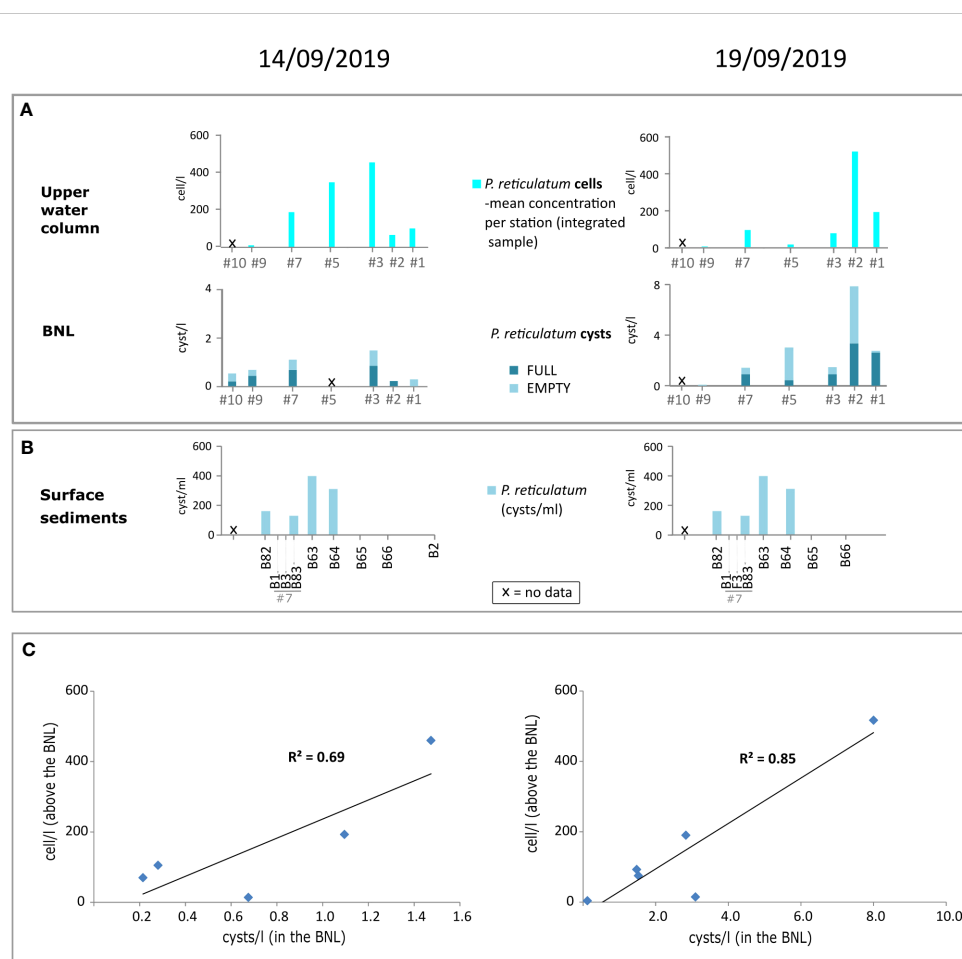 14/09/2019 19/09/2019
A
Upper
water
column
cell/l
600
400
200
0
x
#10 #9 #7 #5 #3 #2 #1
P. reticulatum cells
-mean concentration
per station (integrated
sample)
cell/l
600
400
200
0
x
#10 #9 #7 #5 #3 #2 #1
BNL
cyst/l
4
2
0
x
#10 #9 #7 #5 #3 #2 #1
P. reticulatum cysts
FULL
EMPTY
cyst/l
8
4
0
x
#10 #9 #7 #5 #3 #2 #1
B
Surface
sediments
cyst/ml
600
400
200
0
x
B82 B1 B3 B83 B63 B64 B65 B66 B2
#7
P. reticulatum
(cysts/ml)
x = no data
cyst/ml
600
400
200
0
x
B82 B1 F3 B83 B63 B64 B65 B66
#7
C
cell/l (above the BNL)
600
400
200
0
R² = 0.69
0.2 0.4 0.6 0.8 1.0 1.2 1.4 1.6
cysts/l (in the BNL)
cell/l (above the BNL)
600
400
200
0
R² = 0.85
2.0 4.0 6.0 8.0 10.0
cysts/l (in the BNL)